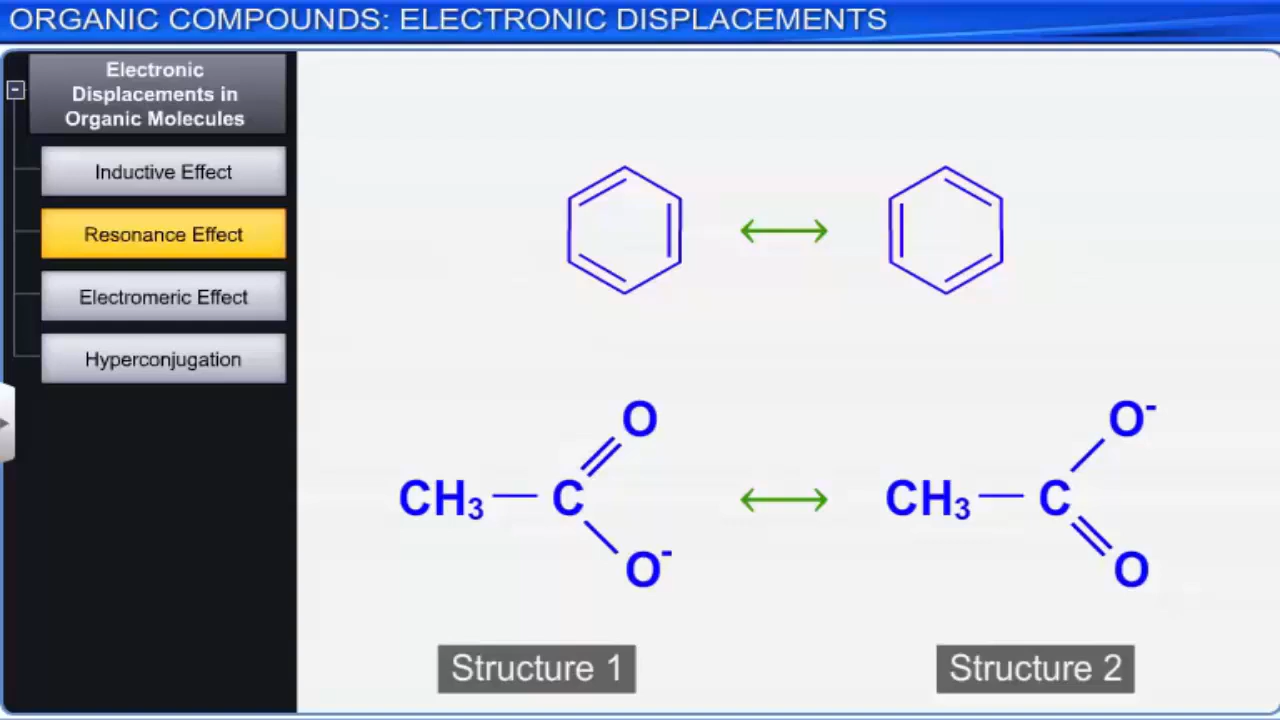 ORGANIC COMPOUNDS: ELECTRONIC DISPLACEMENTS
Electronic
Displacements in
Organic Molecules
Inductive Effect
Resonance Effect
Electromeric Effect
Hyperconjugation
O
CH₃ — C
O⁻
O⁻
CH₃ — C
O
Structure 1
Structure 2